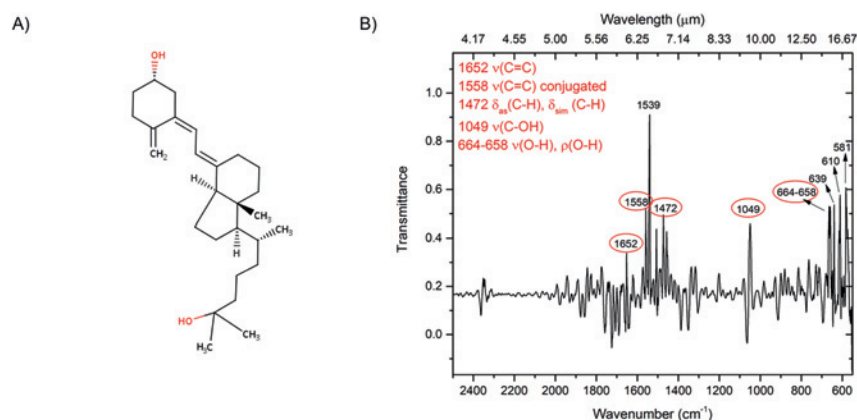 A)
HO
CH₂
H
CH₃
H
CH₃
HO
H₃C
CH₃
B)
Wavelength (μm)
4.17 4.55 5.00 5.56 6.25 7.14 8.33 10.00 12.50 16.67
1652 ν(C=C)
1558 ν(C=C) conjugated
1472 δas(C-H), δsim (C-H)
1049 ν(C-OH)
664-658 ν(O-H), ρ(O-H)
1539
581
610
639
664-658
1558
1472
1049
1652
Transmittance
1.0
0.8
0.6
0.4
0.2
0.0
2400 2200 2000 1800 1600 1400 1200 1000 800 600
Wavenumber (cm⁻¹)